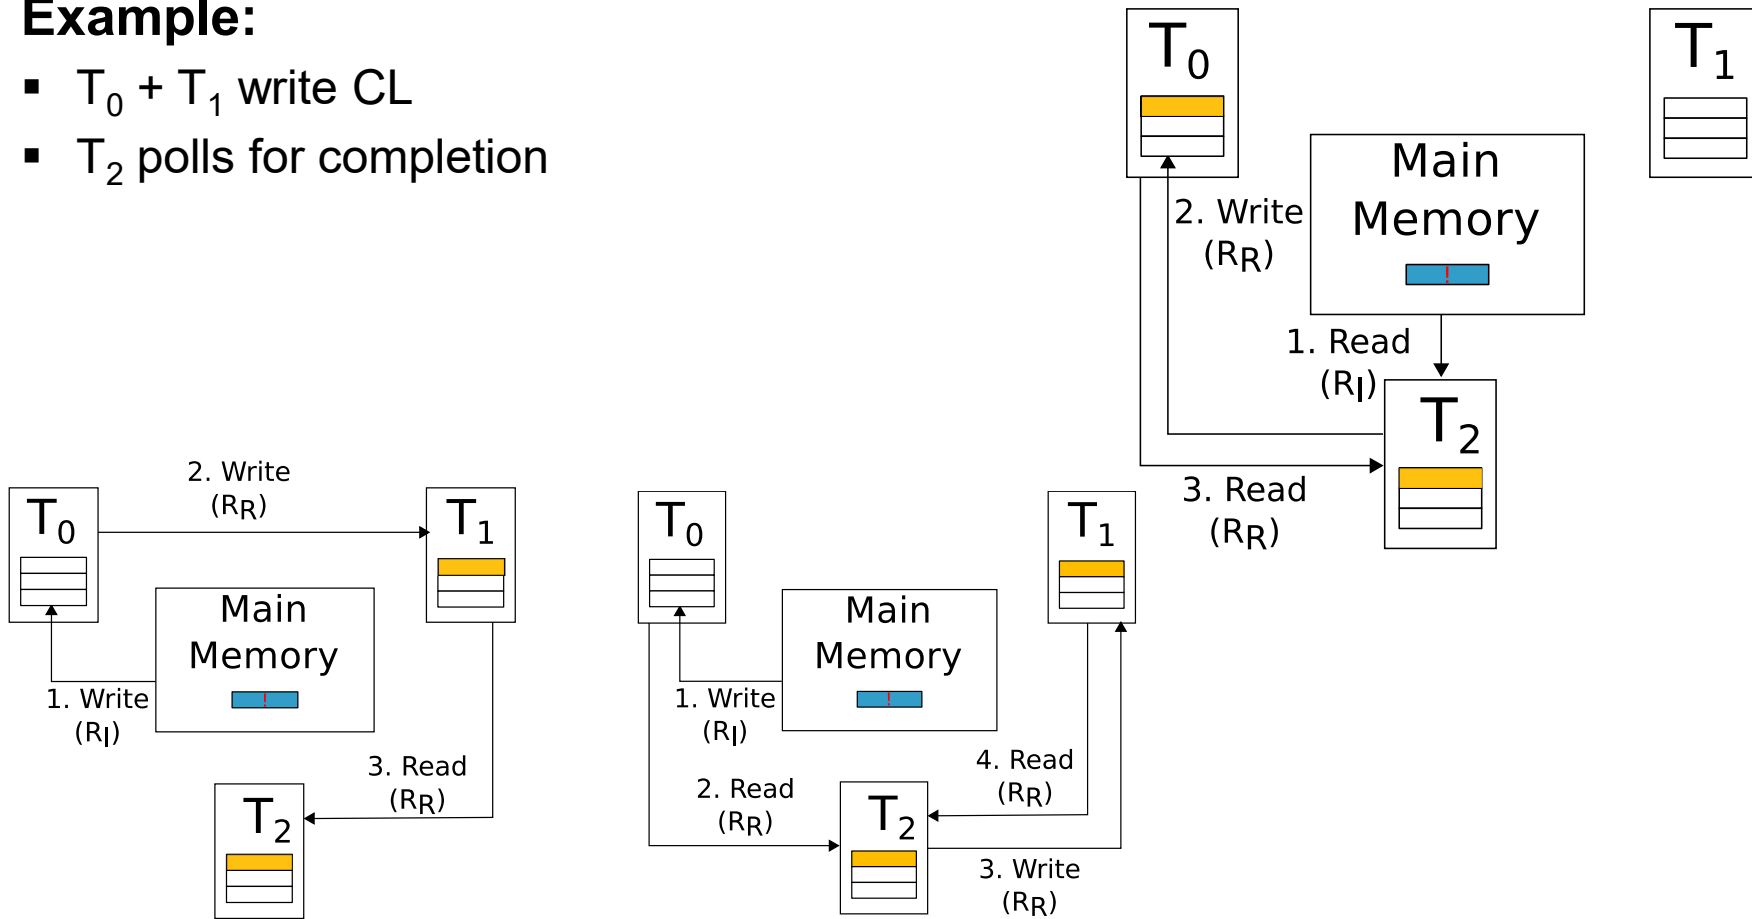 Example:
▪ T0 + T1 write CL
▪ T2 polls for completion
T0
T1
Main
Memory
!
2. Write
(RR)
1. Read
(RI)
T2
3. Read
(RR)
2. Write
(RR)
T0
T1
Main
Memory
!
1. Write
(RI)
3. Read
(RR)
T2
T0
T1
Main
Memory
!
1. Write
(RI)
4. Read
(RR)
2. Read
(RR)
T2
3. Write
(RR)